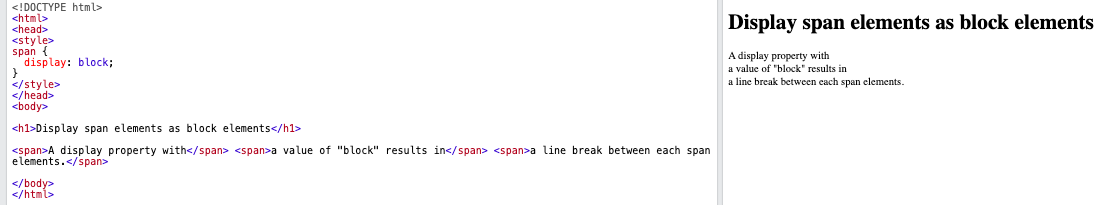 <!DOCTYPE html>
<html>
<head>
<style>
span {
  display: block;
}
</style>
</head>
<body>

<h1>Display span elements as block elements</h1>

<span>A display property with</span> <span>a value of "block" results in</span> <span>a line break between each span
elements.</span>

</body>
</html>

Display span elements as block elements
A display property with
a value of "block" results in
a line break between each span elements.